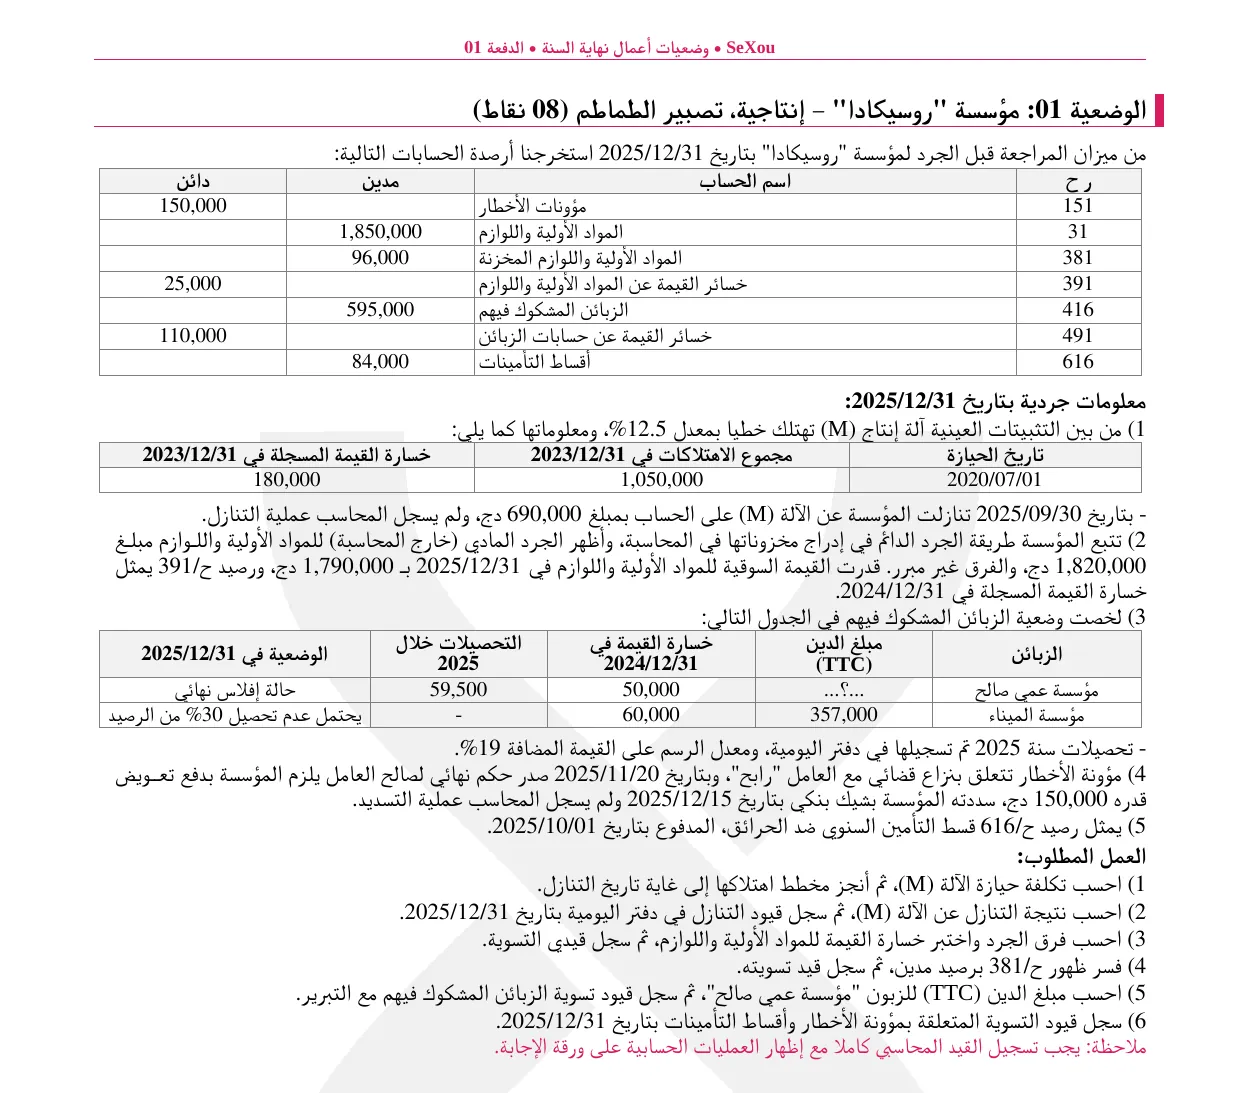 SeXou • وضعيات أعمال نهاية السنة • الدفعة 01
الوضعية 01: مؤسسة "روسيكادا" – إنتاجية، تصبير الطماطم (08 نقاط)
من ميزان المراجعة قبل الجرد لمؤسسة "روسيكادا" بتاريخ 2025/12/31 استخرجنا أرصدة الحسابات التالية:
ر ح اسم الحساب مدين دائن
151 مؤونات الأخطار 150,000
31 المواد الأولية واللوازم 1,850,000
381 المواد الأولية واللوازم المخزنة 96,000
391 خسائر القيمة عن المواد الأولية واللوازم 25,000
416 الزبائن المشكوك فيهم 595,000
491 خسائر القيمة عن حسابات الزبائن 110,000
616 أقساط التأمينات 84,000
معلومات جردية بتاريخ 2025/12/31:
1) من بين التثبيتات العينية آلة إنتاج (M) تهتلك خطيا بمعدل 12.5%، ومعلوماتها كما يلي:
تاريخ الحيازة مجموع الاهتلاكات في 2023/12/31 خسارة القيمة المسجلة في 2023/12/31
2020/07/01 1,050,000 180,000
- بتاريخ 2025/09/30 تنازلت المؤسسة عن الآلة (M) على الحساب بمبلغ 690,000 دج، ولم يسجل المحاسب عملية التنازل.
2) تتبع المؤسسة طريقة الجرد الدائم في إدراج مخزوناتها في المحاسبة، وأظهر الجرد المادي (خارج المحاسبة) للمواد الأولية واللوازم مبلغ
1,820,000 دج، والفرق غير مبرر. قدرت القيمة السوقية للمواد الأولية واللوازم في 2025/12/31 بـ 1,790,000 دج، ورصيد ح/391 يمثل
خسارة القيمة المسجلة في 2024/12/31.
3) لخصت وضعية الزبائن المشكوك فيهم في الجدول التالي:
الزبائن مبلغ الدين (TTC) خسارة القيمة في 2024/12/31 التحصيلات خلال 2025 الوضعية في 2025/12/31
مؤسسة عمي صالح ...؟... 50,000 59,500 حالة إفلاس نهائي
مؤسسة الميناء 357,000 60,000 - يحتمل عدم تحصيل 30% من الرصيد
- تحصيلات سنة 2025 تم تسجيلها في دفتر اليومية، ومعدل الرسم على القيمة المضافة 19%.
4) مؤونة الأخطار تتعلق بنزاع قضائي مع العامل "رابح"، وبتاريخ 2025/11/20 صدر حكم نهائي لصالح العامل يلزم المؤسسة بدفع تعويض
قدره 150,000 دج، سددته المؤسسة بشيك بنكي بتاريخ 2025/12/15 ولم يسجل المحاسب عملية التسديد.
5) يمثل رصيد ح/616 قسط التأمين السنوي ضد الحرائق، المدفوع بتاريخ 2025/10/01.
العمل المطلوب:
1) احسب تكلفة حيازة الآلة (M)، ثم أنجز مخطط اهتلاكها إلى غاية تاريخ التنازل.
2) احسب نتيجة التنازل عن الآلة (M)، ثم سجل قيود التنازل في دفتر اليومية بتاريخ 2025/12/31.
3) احسب فرق الجرد واختبر خسارة القيمة للمواد الأولية واللوازم، ثم سجل قيدي التسوية.
4) فسر ظهور ح/381 برصيد مدين، ثم سجل قيد تسويته.
5) احسب مبلغ الدين (TTC) للزبون "مؤسسة عمي صالح"، ثم سجل قيود تسوية الزبائن المشكوك فيهم مع التبرير.
6) سجل قيود التسوية المتعلقة بمؤونة الأخطار وأقساط التأمينات بتاريخ 2025/12/31.
ملاحظة: يجب تسجيل القيد المحاسبي كاملا مع إظهار العمليات الحسابية على ورقة الإجابة.